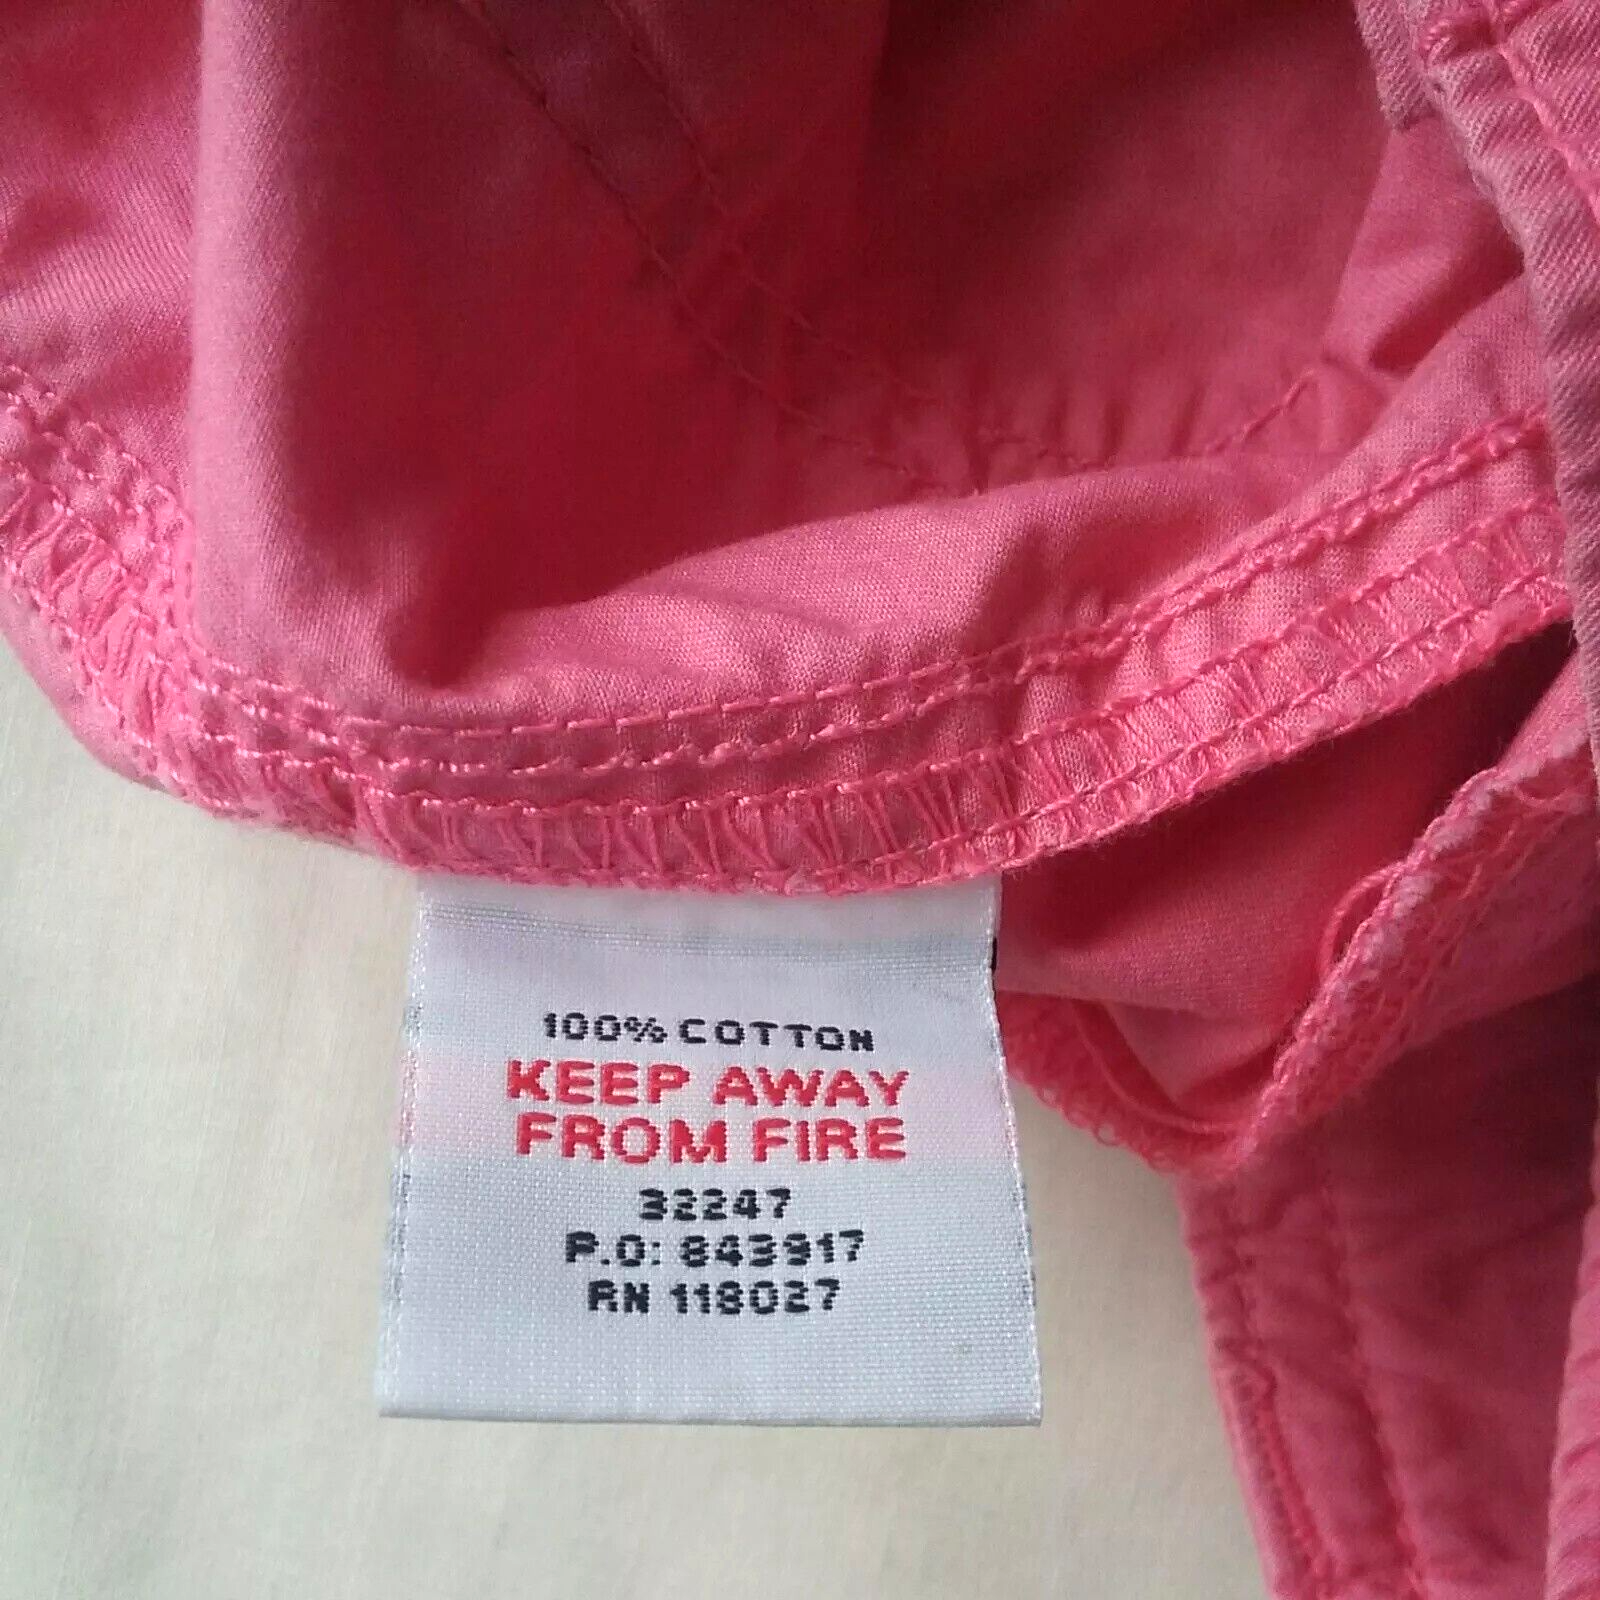 100% COTTON
KEEP AWAY
FROM FIRE
32247
P.O: 843917
RN 118027